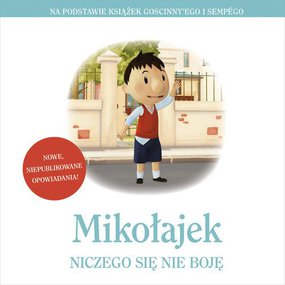 NA PODSTAWIE KSIĄŻEK GOSCINNY'EGO I SEMPÉGO
NOWE,
NIEPUBLIKOWANE
OPOWIADANIA!
Mikołajek
NICZEGO SIĘ NIE BOJĘ